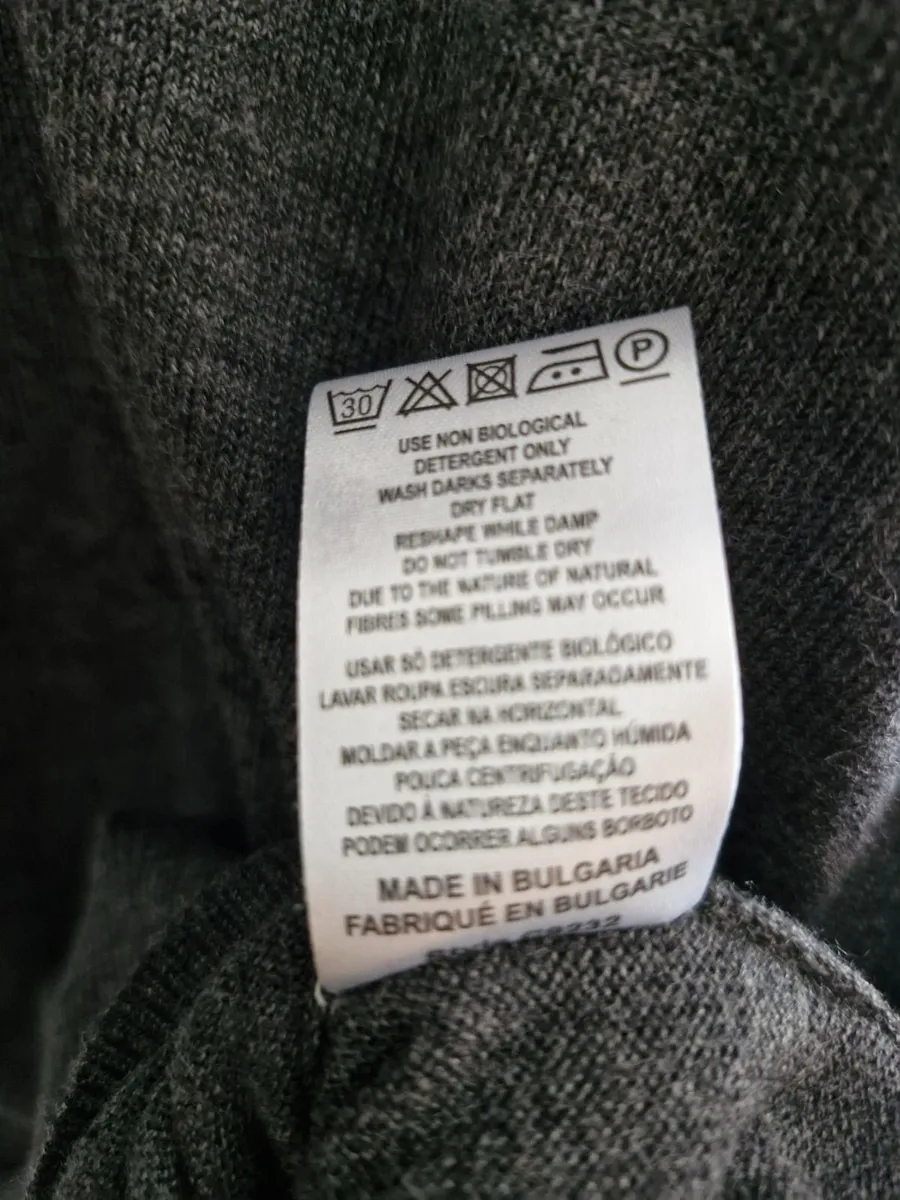 30 P
USE NON BIOLOGICAL
DETERGENT ONLY
WASH DARKS SEPARATELY
DRY FLAT
RESHAPE WHILE DAMP
DO NOT TUMBLE DRY
DUE TO THE NATURE OF NATURAL
FIBRES SOME PILLING MAY OCCUR
USAR SÓ DETERGENTE BIOLÓGICO
LAVAR ROUPA ESCURA SEPARADAMENTE
SECAR NA HORIZONTAL
MOLDAR A PEÇA ENQUANTO HÚMIDA
POUCA CENTRIFUGAÇÃO
DEVIDO À NATUREZA DESTE TECIDO
PODEM OCORRER ALGUNS BORBOTO
MADE IN BULGARIA
FABRIQUÉ EN BULGARIE